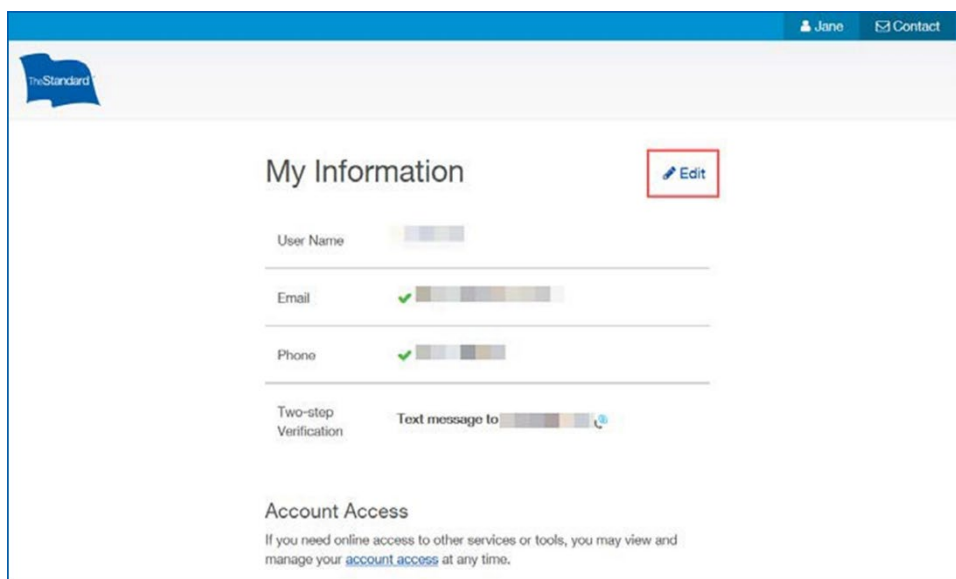 Jane
Contact
TheStandard
My Information
Edit
User Name
Email
Phone
Two-step
Verification
Text message to
Account Access
If you need online access to other services or tools, you may view and
manage your account access at any time.